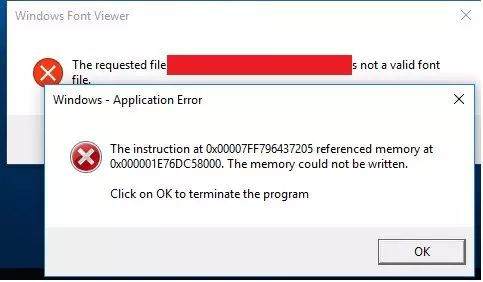 Windows Font Viewer
The requested file s not a valid font
file.
Windows - Application Error
The instruction at 0x00007FF796437205 referenced memory at
0x000001E76DC58000. The memory could not be written.
Click on OK to terminate the program
OK